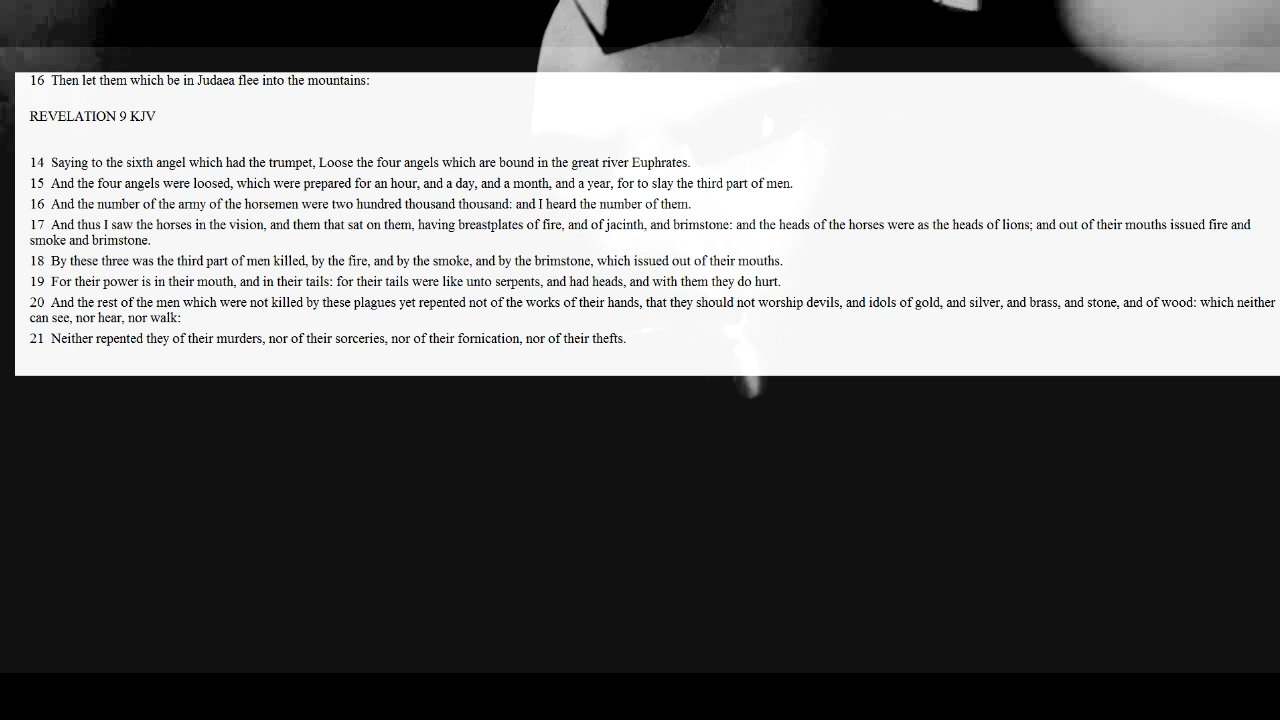 16  Then let them which be in Judaea flee into the mountains:
REVELATION 9 KJV
14  Saying to the sixth angel which had the trumpet, Loose the four angels which are bound in the great river Euphrates.
15  And the four angels were loosed, which were prepared for an hour, and a day, and a month, and a year, for to slay the third part of men.
16  And the number of the army of the horsemen were two hundred thousand thousand: and I heard the number of them.
17  And thus I saw the horses in the vision, and them that sat on them, having breastplates of fire, and of jacinth, and brimstone: and the heads of the horses were as the heads of lions; and out of their mouths issued fire and
smoke and brimstone.
18  By these three was the third part of men killed, by the fire, and by the smoke, and by the brimstone, which issued out of their mouths.
19  For their power is in their mouth, and in their tails: for their tails were like unto serpents, and had heads, and with them they do hurt.
20  And the rest of the men which were not killed by these plagues yet repented not of the works of their hands, that they should not worship devils, and idols of gold, and silver, and brass, and stone, and of wood: which neither
can see, nor hear, nor walk:
21  Neither repented they of their murders, nor of their sorceries, nor of their fornication, nor of their thefts.